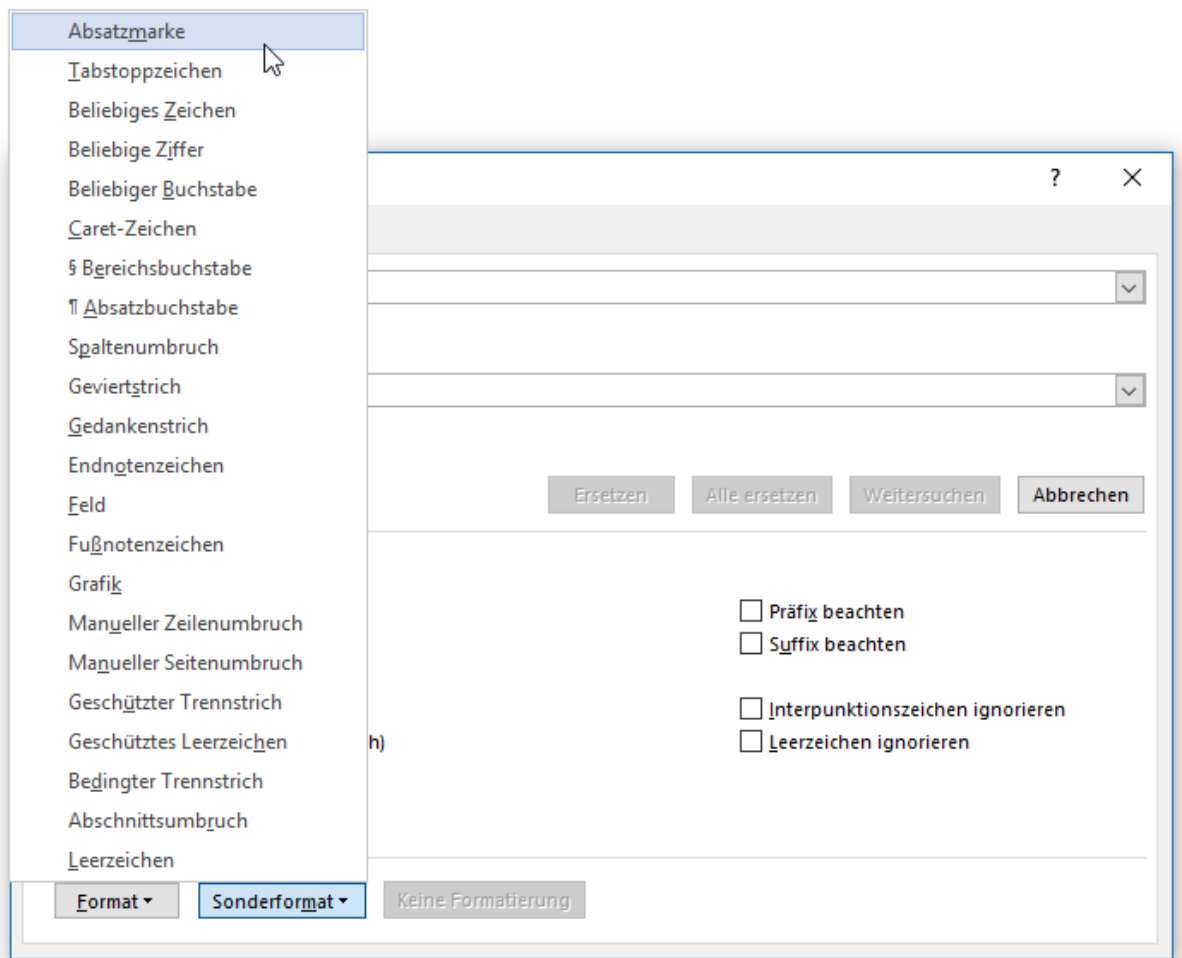 Absatzmarke
Tabstoppzeichen
Beliebiges Zeichen
Beliebige Ziffer
Beliebiger Buchstabe
Caret-Zeichen
§ Bereichsbuchstabe
¶ Absatzbuchstabe
Spaltenumbruch
Geviertstrich
Gedankenstrich
Endnotenzeichen
Feld
Fußnotenzeichen
Grafik
Manueller Zeilenumbruch
Manueller Seitenumbruch
Geschützter Trennstrich
Geschütztes Leerzeichen
Bedingter Trennstrich
Abschnittsumbruch
Leerzeichen
?
Ersetzen Alle ersetzen Weitersuchen Abbrechen
Präfix beachten
Suffix beachten
Interpunktionszeichen ignorieren
h) Leerzeichen ignorieren
Format Sonderformat Keine Formatierung